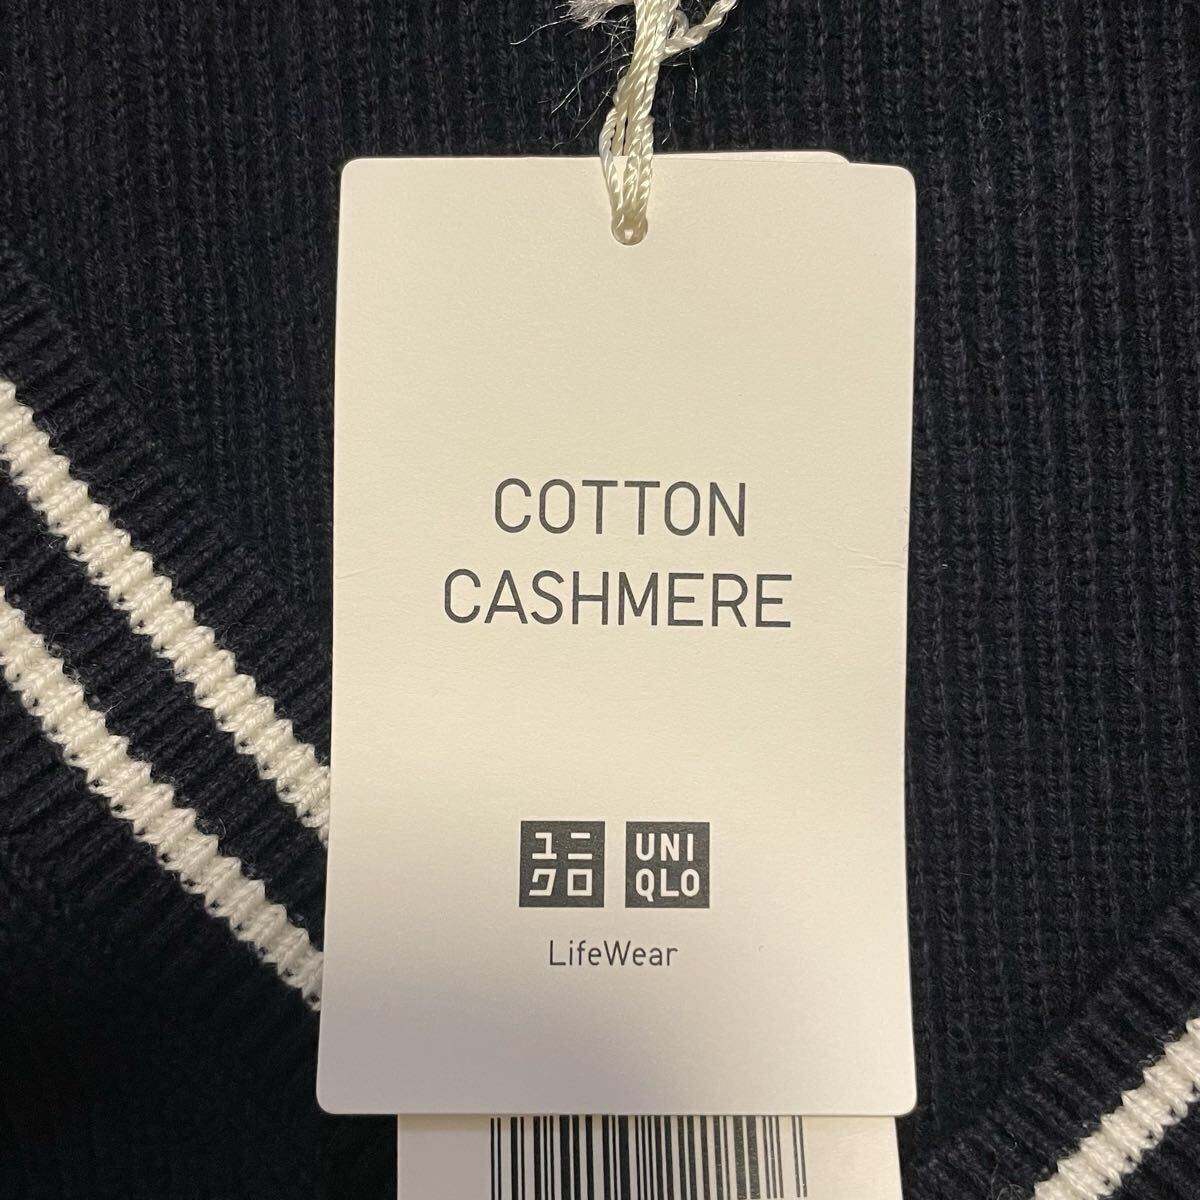 COTTON
CASHMERE
ユニ UNI
クロ QLO
LifeWear